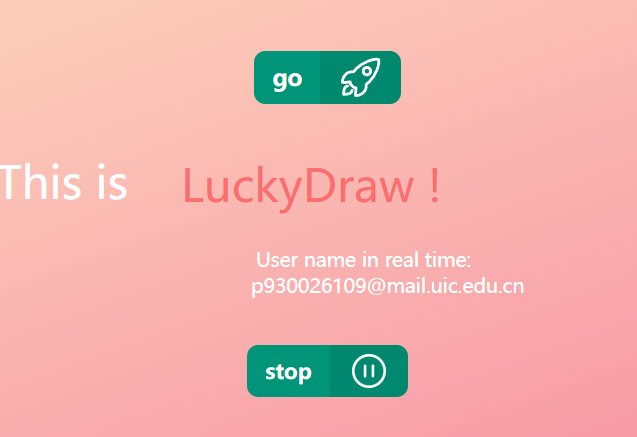 go
This is LuckyDraw !
User name in real time:
p930026109@mail.uic.edu.cn
stop